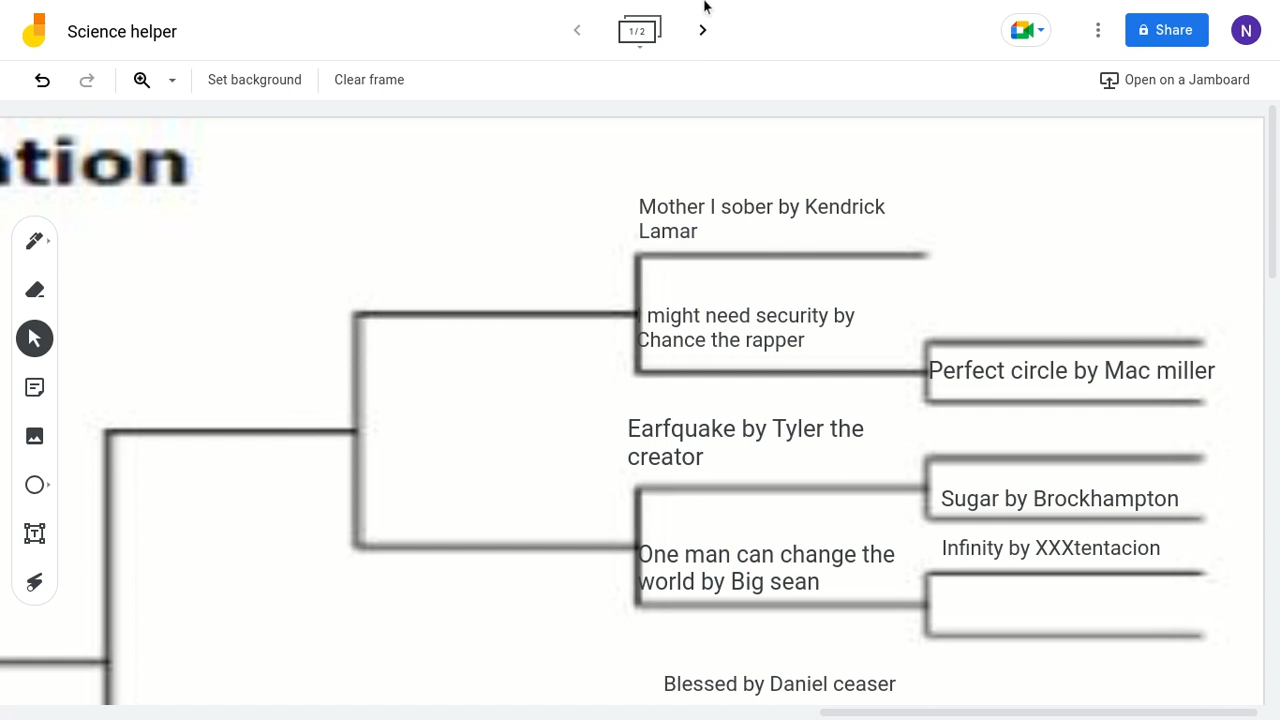 Science helper
1/2
Share
N
Set background
Clear frame
Open on a Jamboard
ation
Mother I sober by Kendrick
Lamar
might need security by
Chance the rapper
Perfect circle by Mac miller
Earfquake by Tyler the
creator
Sugar by Brockhampton
Infinity by XXXtentacion
One man can change the
world by Big sean
Blessed by Daniel ceaser